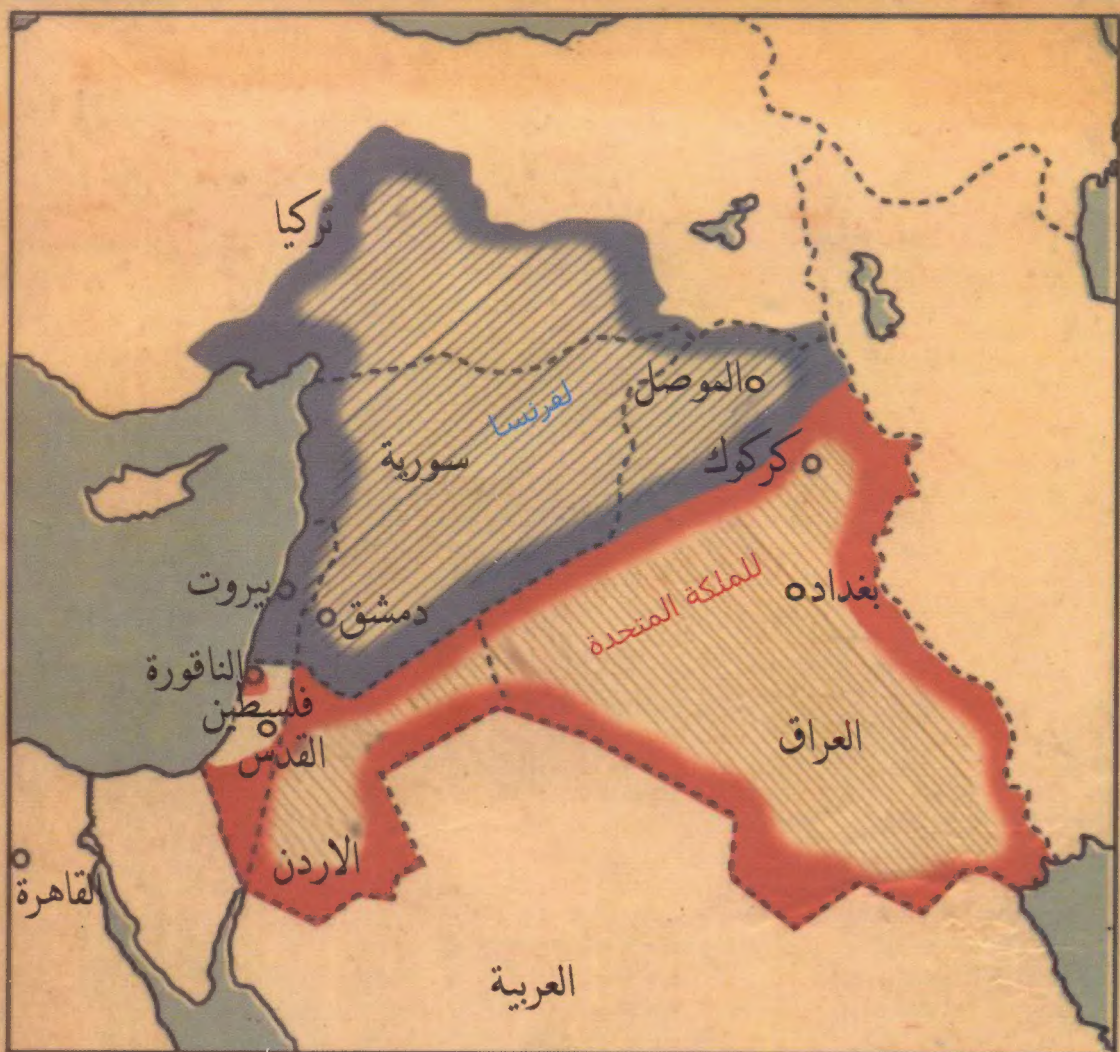 تركيا
الموصل
لفرنسا
سورية
كركوك
للملكة المتحدة
بيروت
دمشق
بغداد
الناقورة
فلسطين
القدس
العراق
الاردن
القاهرة
العربية